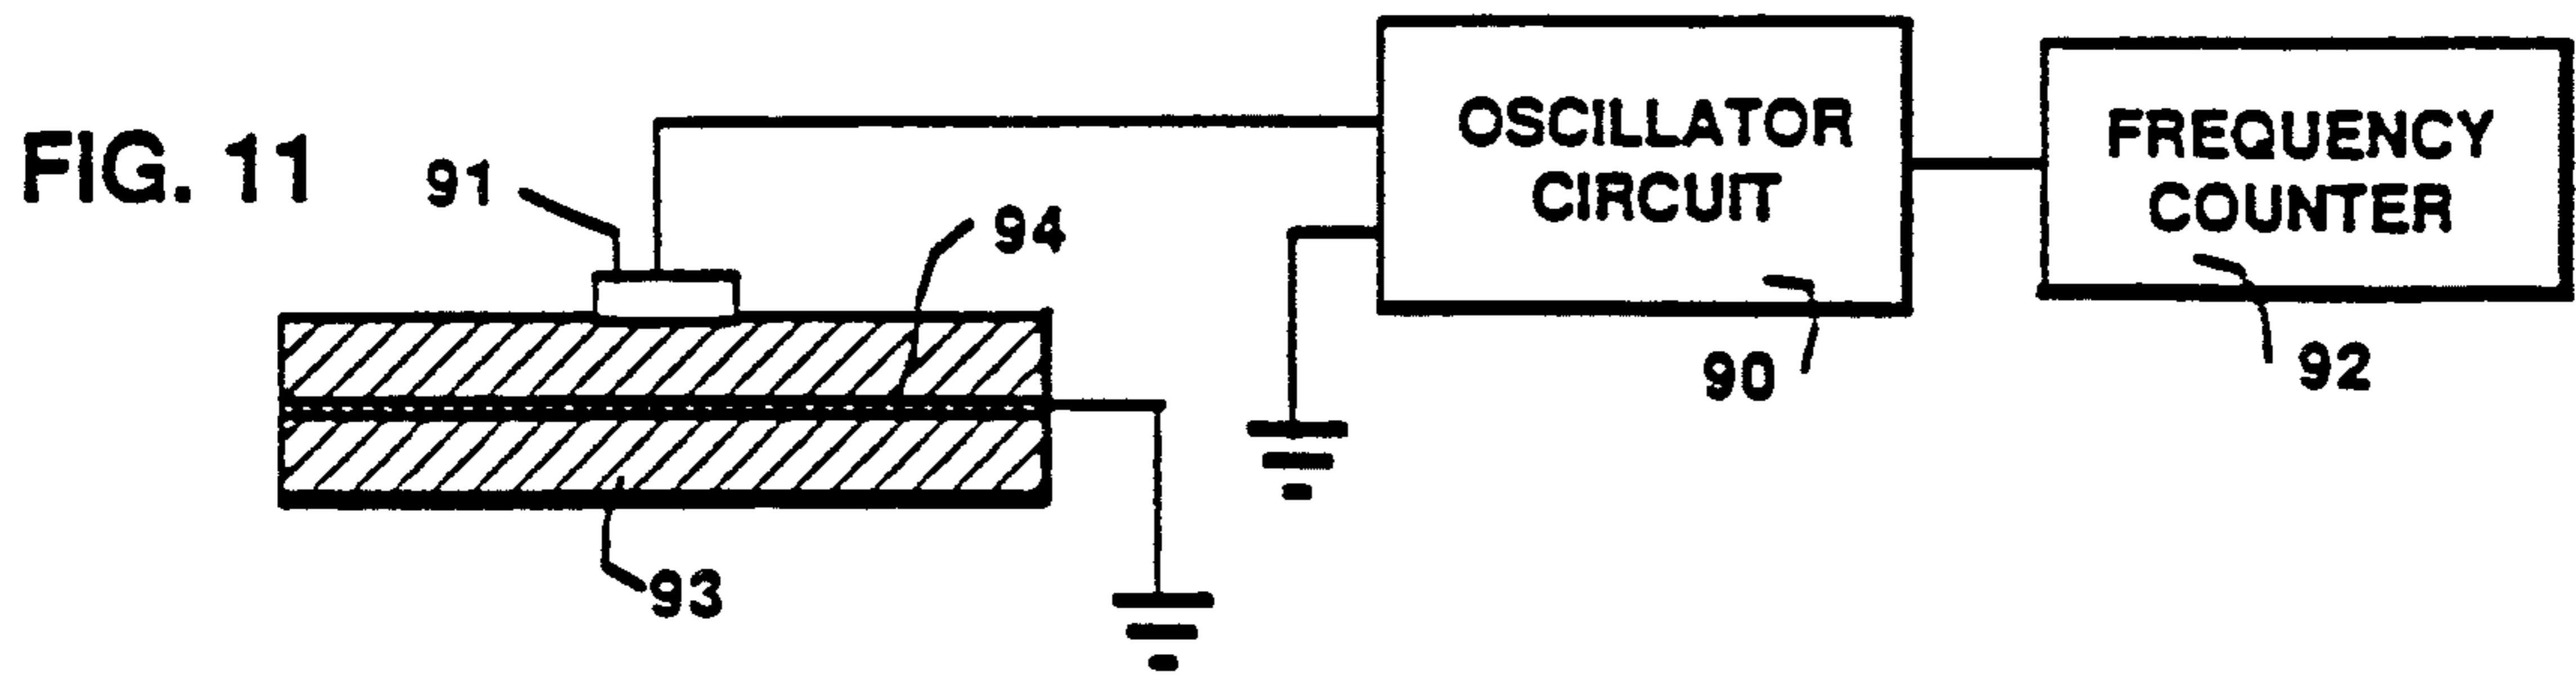 FIG. 11
91
94
OSCILLATOR
CIRCUIT
90
FREQUENCY
COUNTER
92
93